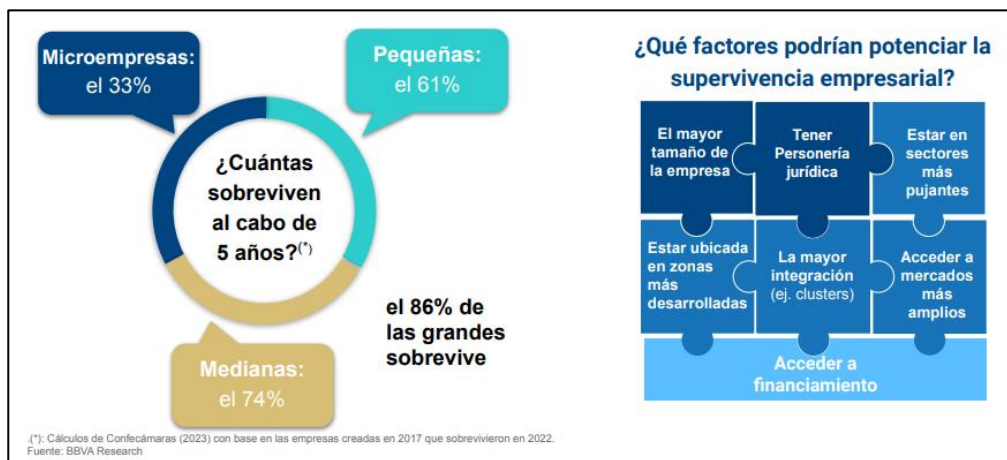 Microempresas:
el 33%
Pequeñas:
el 61%
¿Cuántas
sobreviven
al cabo de
5 años?(*)
el 86% de
las grandes
sobrevive
Medianas:
el 74%
.(*): Cálculos de Confecámaras (2023) con base en las empresas creadas en 2017 que sobrevivieron en 2022.
Fuente: BBVA Research
¿Qué factores podrían potenciar la
supervivencia empresarial?
El mayor
tamaño de
la empresa
Tener
Personería
jurídica
Estar en
sectores
más
pujantes
Estar ubicada
en zonas
más
desarrolladas
La mayor
integración
(ej. clusters)
Acceder a
mercados
más
amplios
Acceder a
financiamiento